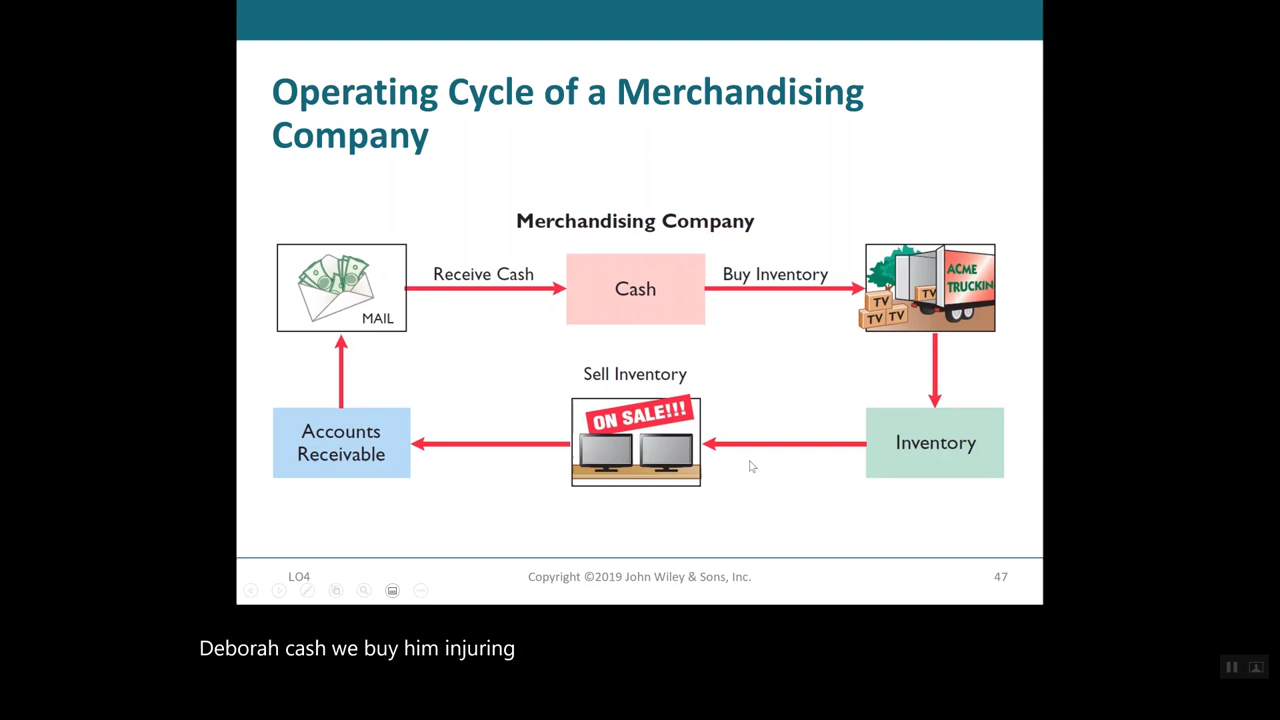 Operating Cycle of a Merchandising
Company
Merchandising Company
MAIL
Receive Cash
Cash
Buy Inventory
ACME
TRUCKIN
TV
TV
TV TV
Sell Inventory
ON SALE!!!
Accounts
Receivable
Inventory
LO4
Copyright ©2019 John Wiley & Sons, Inc.
47
Deborah cash we buy him injuring